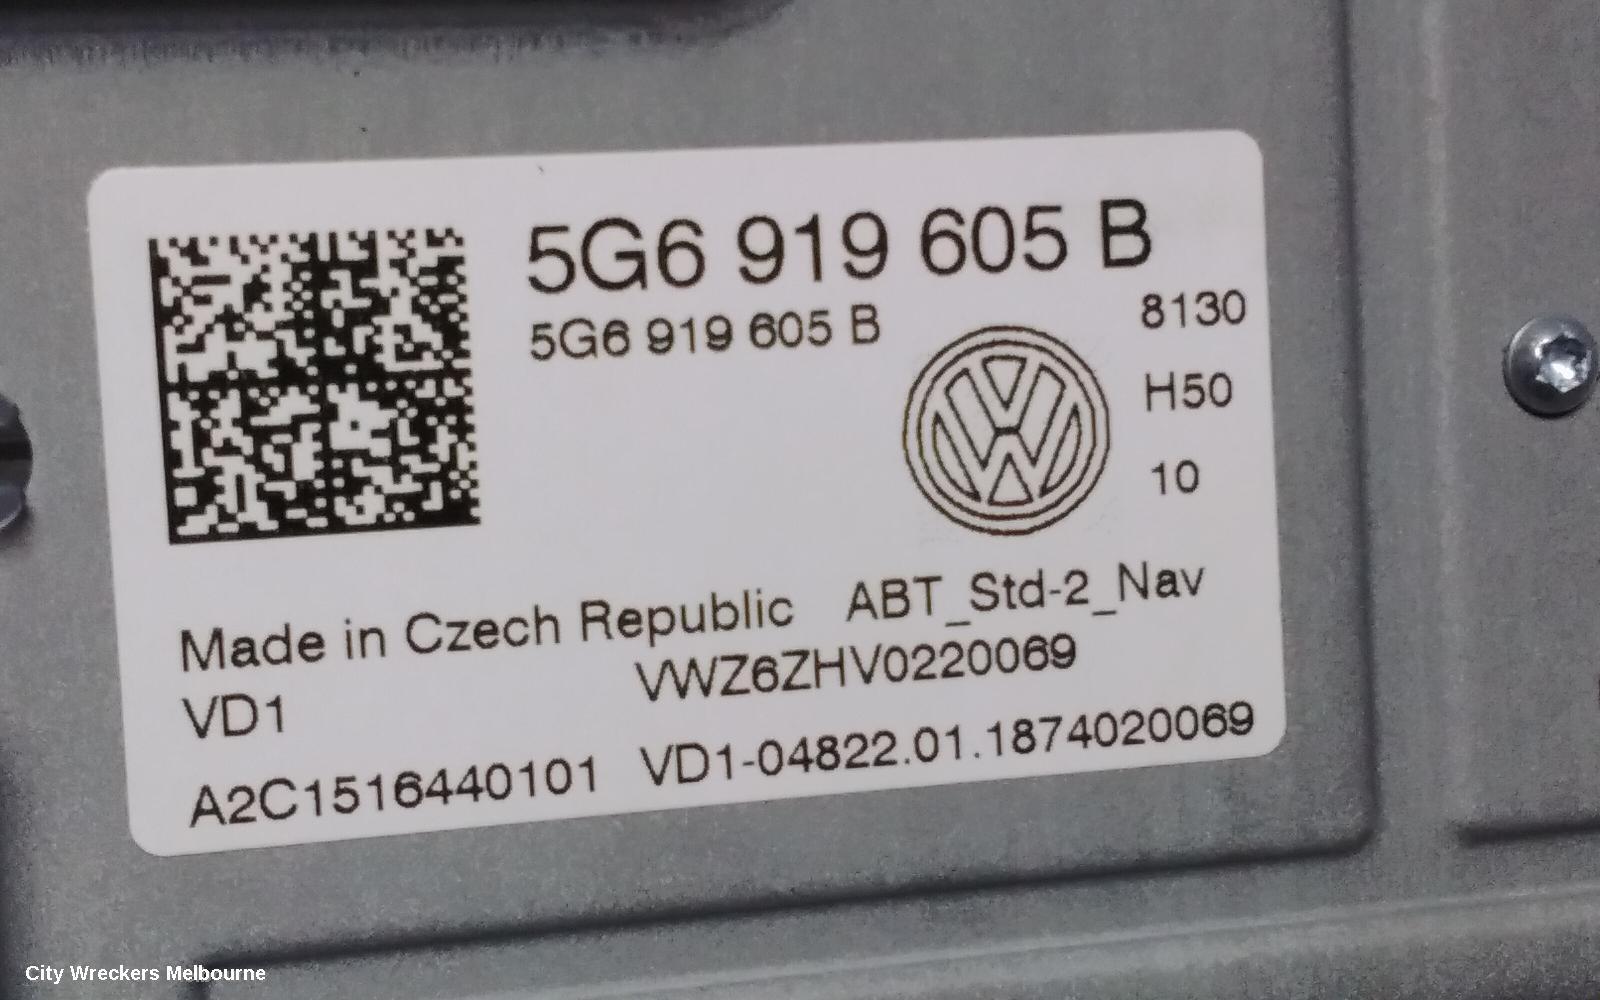 5G6 919 605 B
5G6 919 605 B
8130
H50
10
Made in Czech Republic ABT_Std-2_Nav
VD1 VWZ6ZHV0220069
A2C1516440101 VD1-04822.01.1874020069
City Wreckers Melbourne